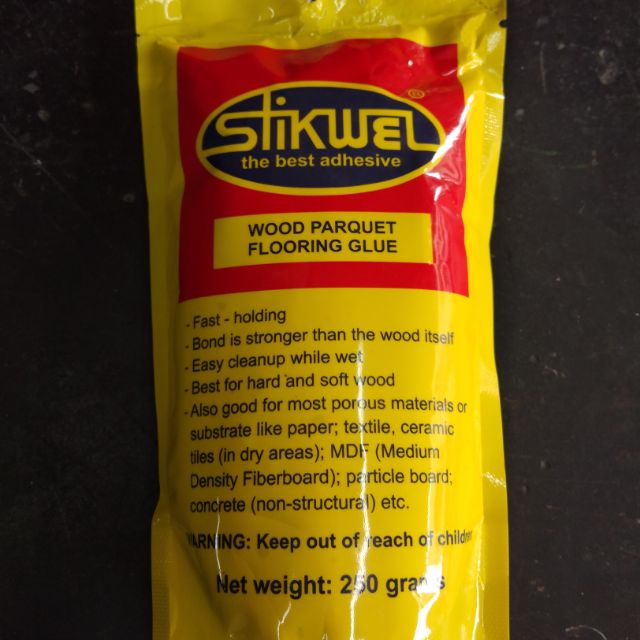 ®
STIKWEL
the best adhesive
WOOD PARQUET
FLOORING GLUE
- Fast - holding
- Bond is stronger than the wood itself
- Easy cleanup while wet
- Best for hard and soft wood
- Also good for most porous materials or
substrate like paper; textile, ceramic
tiles (in dry areas); MDF (Medium
Density Fiberboard); particle board;
concrete (non-structural) etc.
WARNING: Keep out of reach of children
Net weight: 250 grams